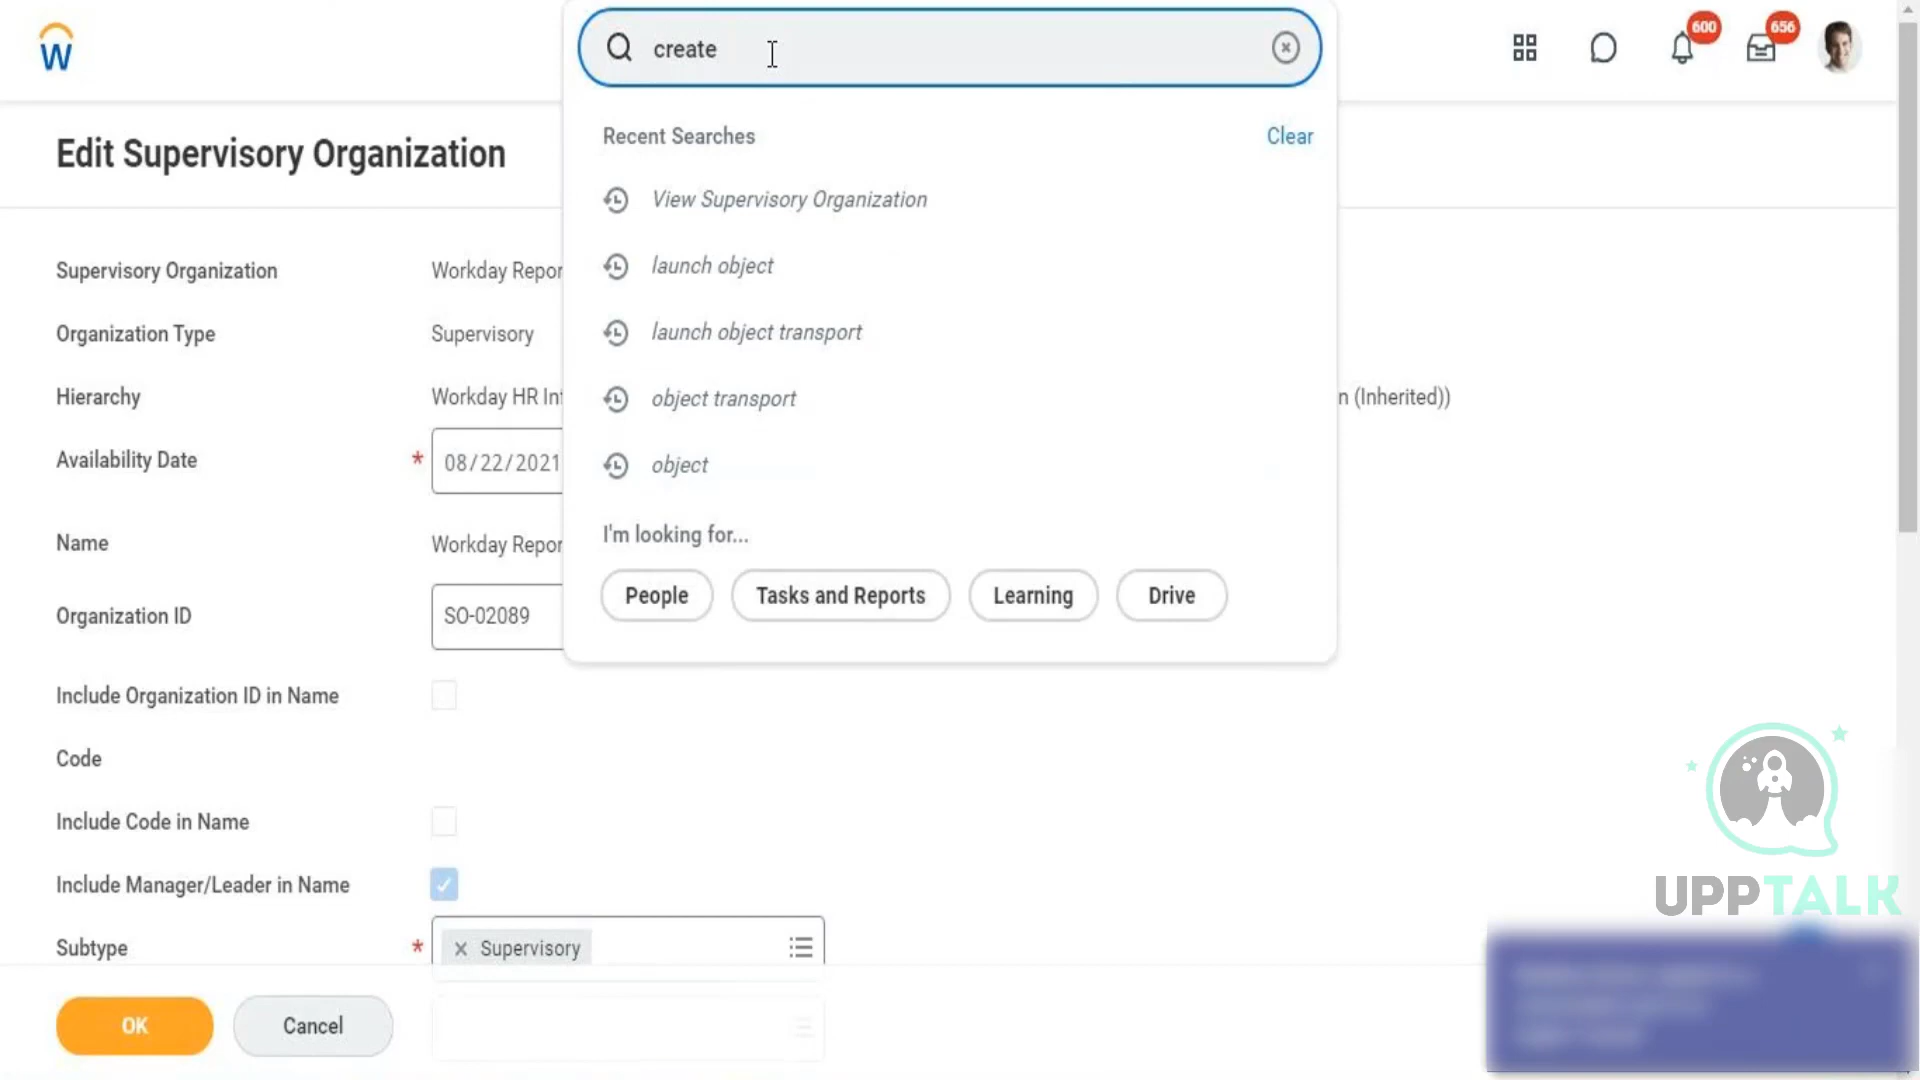 W
create
600
656
Edit Supervisory Organization
Recent Searches
Clear
View Supervisory Organization
launch object
launch object transport
object transport
object
I'm looking for...
People
Tasks and Reports
Learning
Drive
Supervisory Organization
Workday Repor
Organization Type
Supervisory
Hierarchy
Workday HR Inf
n (Inherited))
Availability Date
*
08/22/2021
Name
Workday Repor
Organization ID
SO-02089
Include Organization ID in Name
Code
Include Code in Name
Include Manager/Leader in Name
Subtype
*
Supervisory
OK
Cancel
UPPTALK